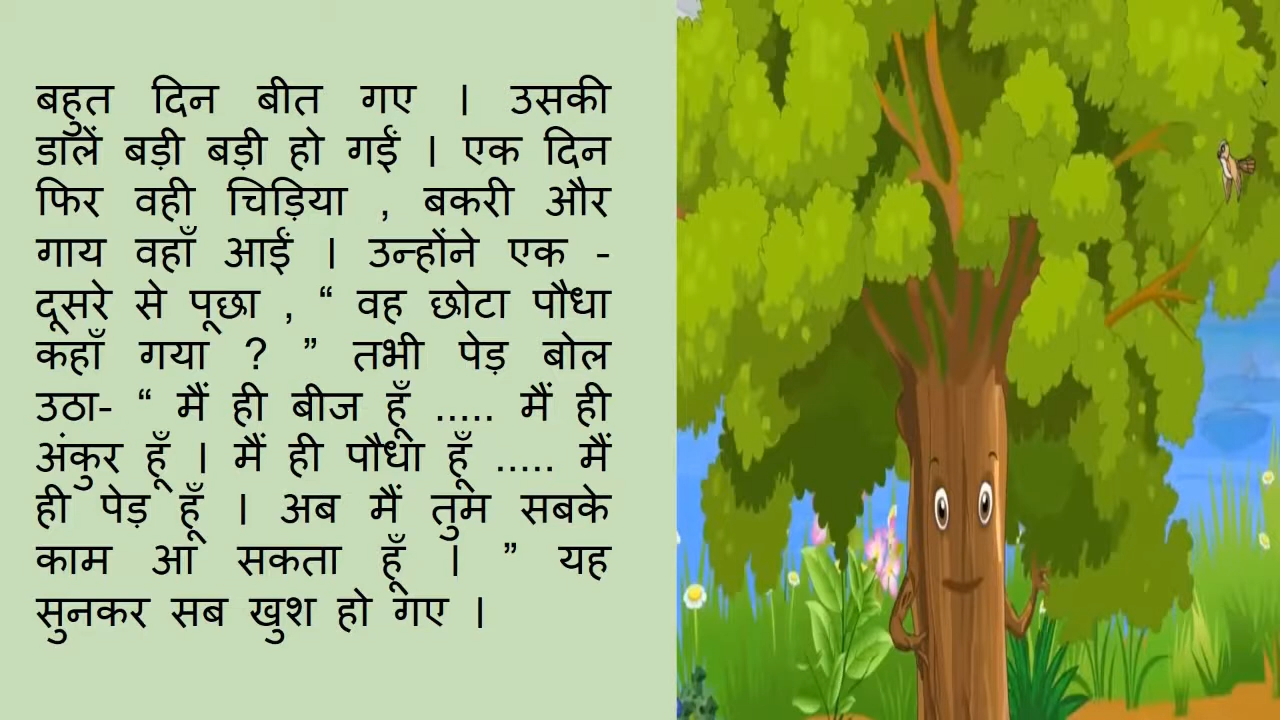 बहुत दिन बीत गए । उसकी
डालें बड़ी बड़ी हो गईं । एक दिन
फिर वही चिड़िया , बकरी और
गाय वहाँ आईं । उन्होंने एक -
दूसरे से पूछा , “ वह छोटा पौधा
कहाँ गया ? ” तभी पेड़ बोल
उठा- “ मैं ही बीज हूँ ..... मैं ही
अंकुर हूँ । मैं ही पौधा हूँ ..... मैं
ही पेड़ हूँ । अब मैं तुम सबके
काम आ सकता हूँ । ” यह
सुनकर सब खुश हो गए ।